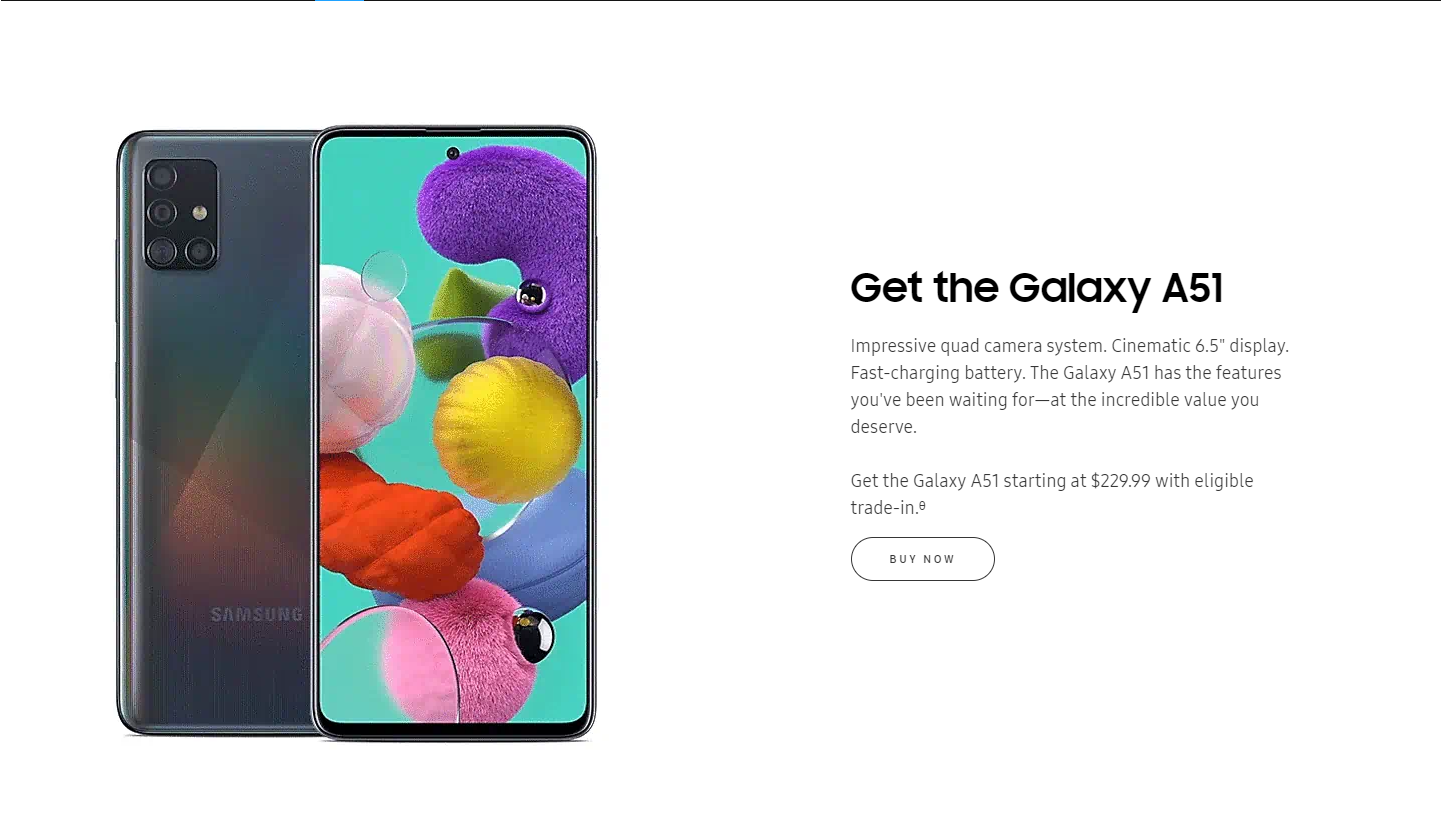 SAMSUNG
Get the Galaxy A51
Impressive quad camera system. Cinematic 6.5" display.
Fast-charging battery. The Galaxy A51 has the features
you've been waiting for—at the incredible value you
deserve.
Get the Galaxy A51 starting at $229.99 with eligible
trade-in.θ
BUY NOW